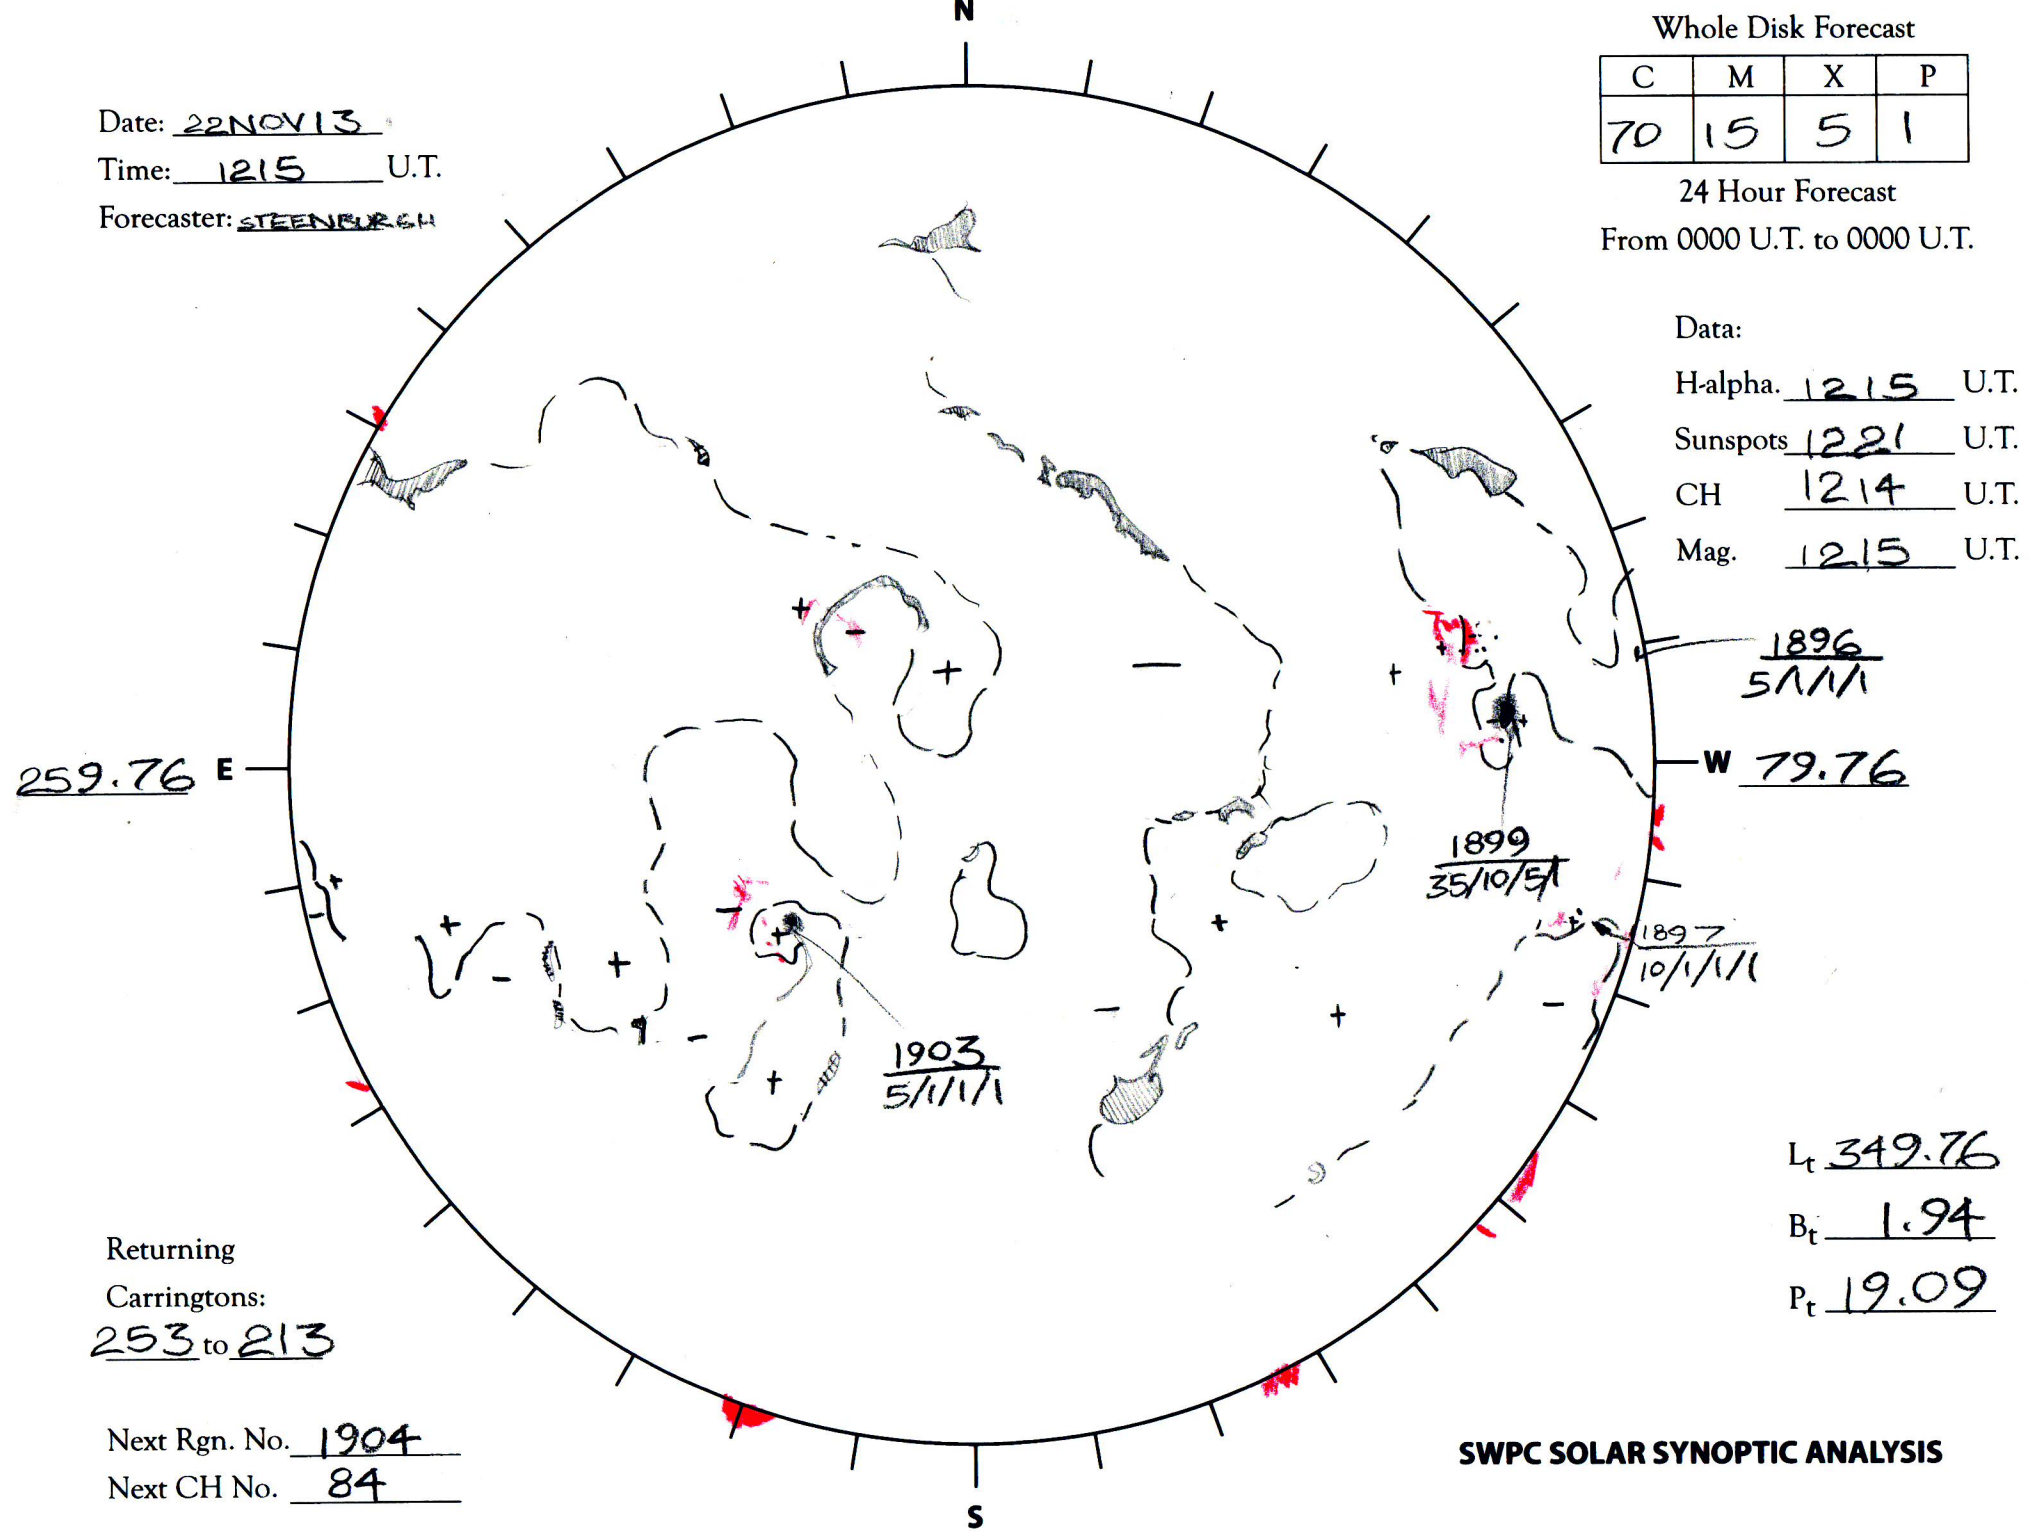 N
Whole Disk Forecast
C M X P
70 15 5 1
24 Hour Forecast
From 0000 U.T. to 0000 U.T.
Date: 22NOV13
Time: 1215 U.T.
Forecaster: STEENBURGH
Data:
H-alpha. 1215 U.T.
Sunspots 1221 U.T.
CH 1214 U.T.
Mag. 1215 U.T.
1896
5/1/1/1
259.76 E
W 79.76
1899
35/10/5/1
1897
10/1/1/1
1903
5/1/1/1
Lt 349.76
Bt 1.94
Pt 19.09
Returning
Carringtons:
253 to 213
Next Rgn. No. 1904
Next CH No. 84
SWPC SOLAR SYNOPTIC ANALYSIS
S